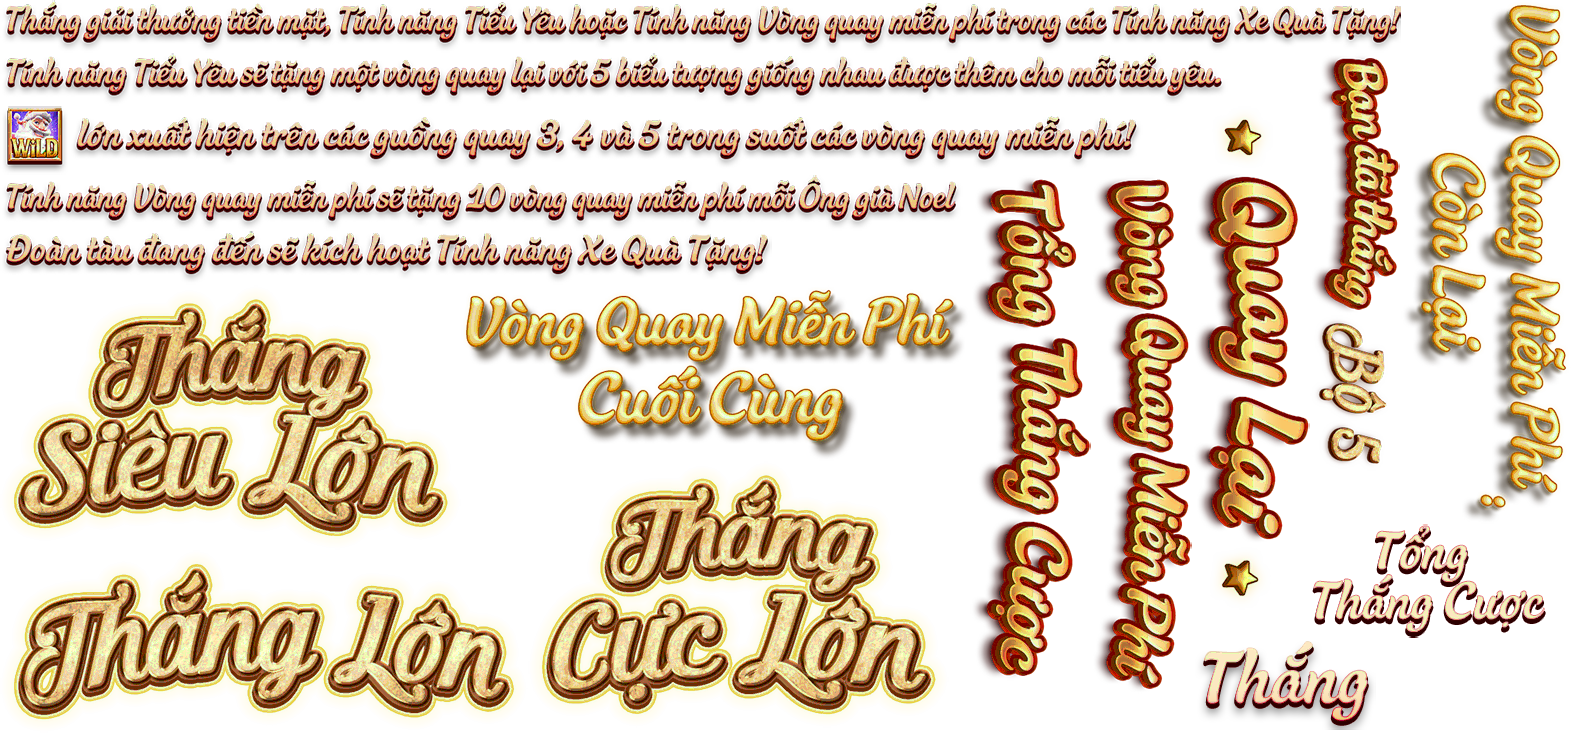 Thắng giải thưởng tiền mặt, Tính năng Tiểu Yêu hoặc Tính năng Vòng quay miễn phí trong các Tính năng Xe Quà Tặng!
Tính năng Tiểu Yêu sẽ tặng một vòng quay lại với 5 biểu tượng giống nhau được thêm cho mỗi tiểu yêu.
WILD lớn xuất hiện trên các guồng quay 3, 4 và 5 trong suốt các vòng quay miễn phí!
Tính năng Vòng quay miễn phí sẽ tặng 10 vòng quay miễn phí mỗi Ông già Noel
Đoàn tàu đang đến sẽ kích hoạt Tính năng Xe Quà Tặng!
Thắng
Siêu Lớn
Thắng Lớn
Vòng Quay Miễn Phí
Cuối Cùng
Thắng
Cực Lớn
Tổng Thắng Cược
Vòng Quay Miễn Phí
Quay Lại
Bạn đã thắng
Bộ 5
Vòng Quay Miễn Phí
Còn Lại
:
Tổng
Thắng Cược
Thắng